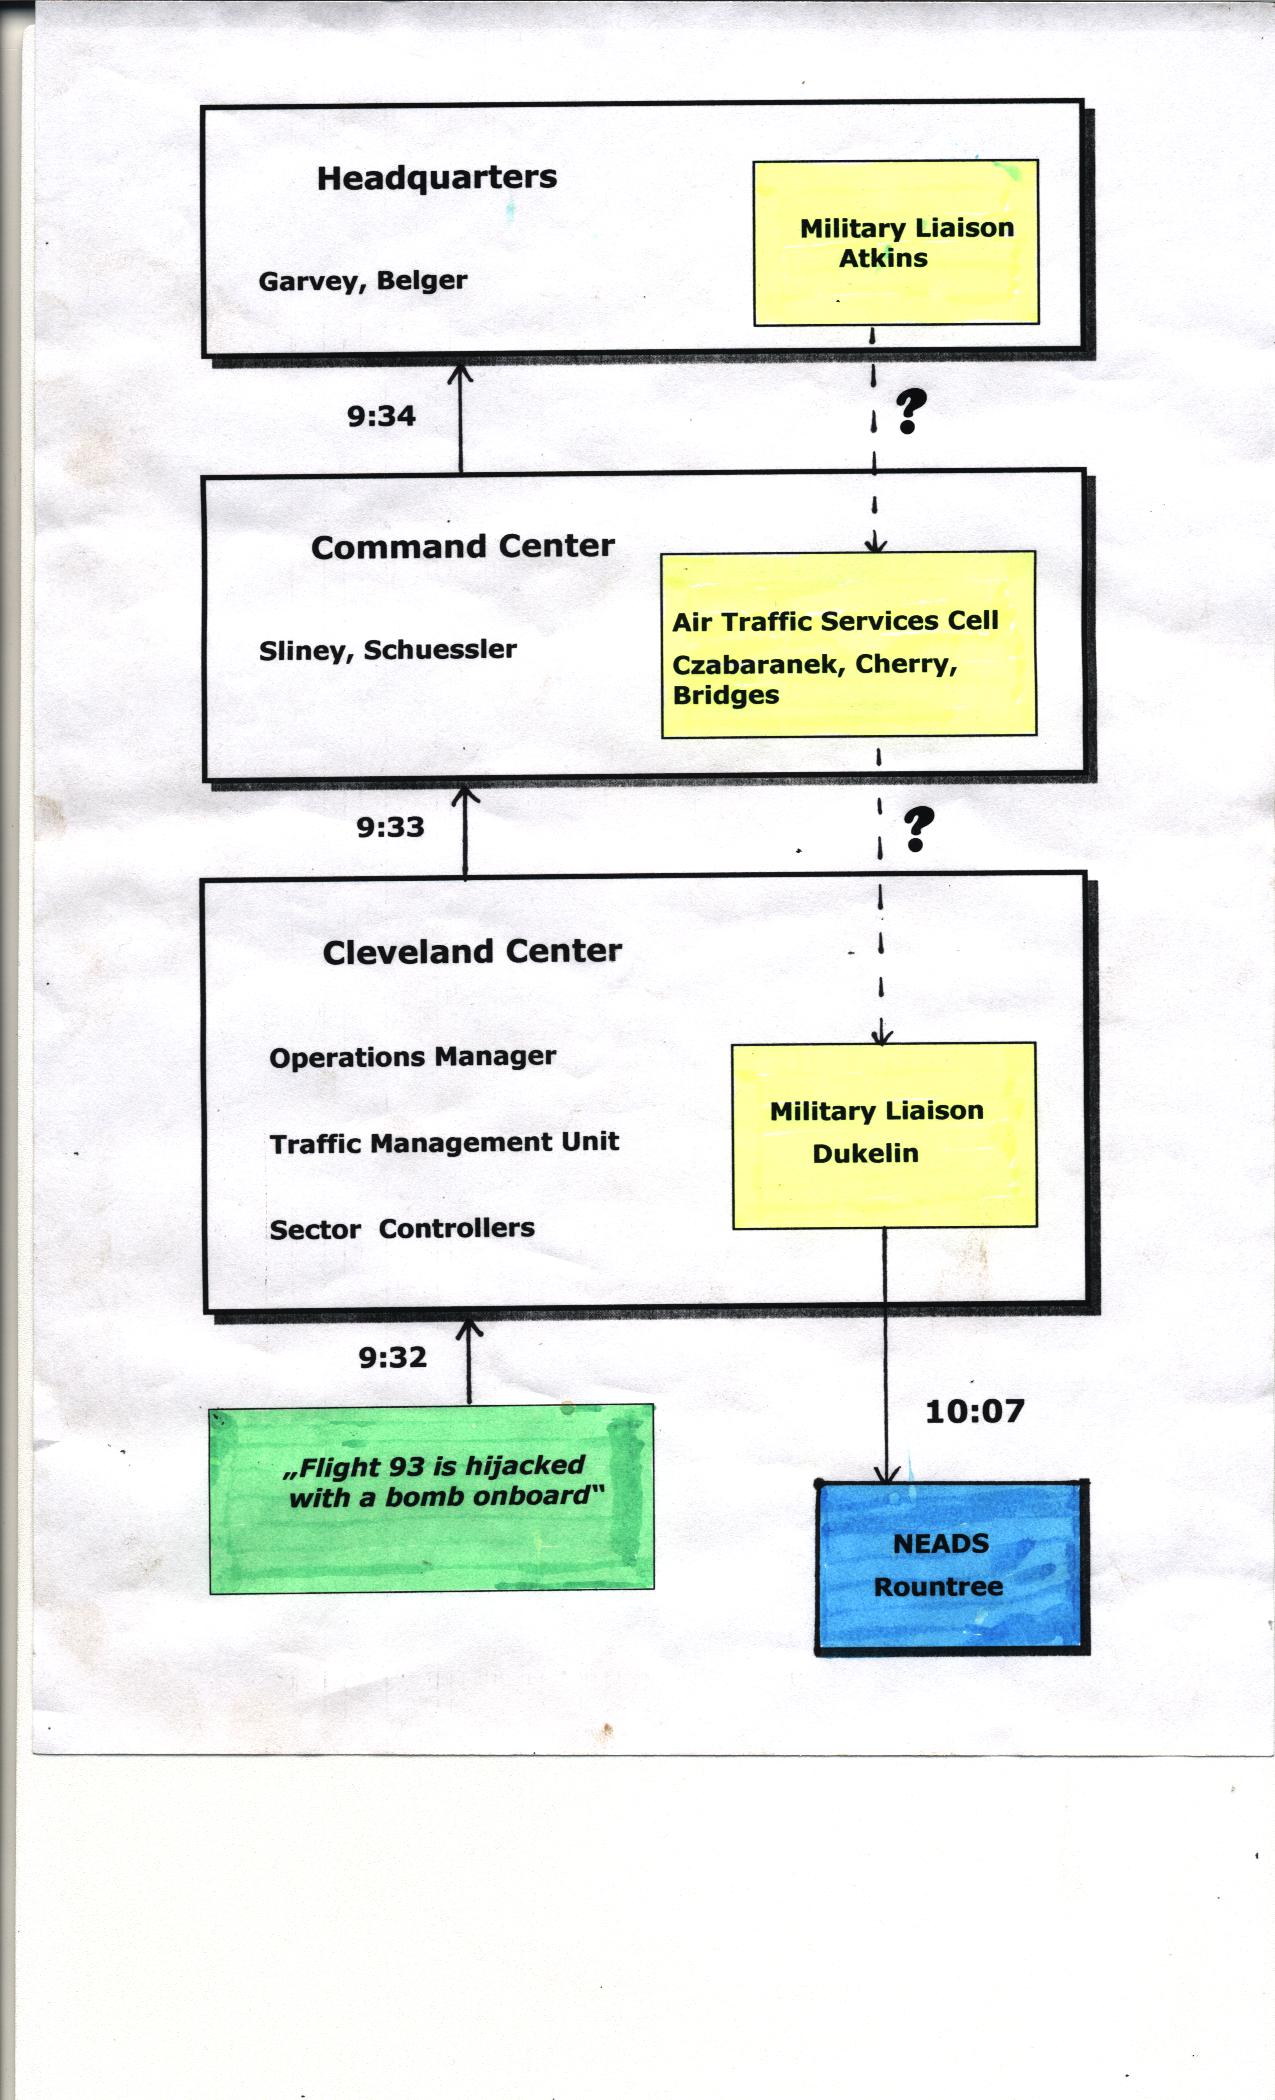 Headquarters
Garvey, Belger
Military Liaison
Atkins
9:34
?
Command Center
Sliney, Schuessler
Air Traffic Services Cell
Czabaranek, Cherry,
Bridges
9:33
?
Cleveland Center
Operations Manager
Traffic Management Unit
Sector Controllers
Military Liaison
Dukelin
9:32
10:07
„Flight 93 is hijacked
with a bomb onboard“
NEADS
Rountree